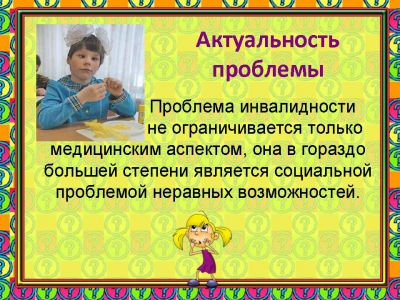 Актуальность
проблемы
Проблема инвалидности
не ограничивается только
медицинским аспектом, она в гораздо
большей степени является социальной
проблемой неравных возможностей.